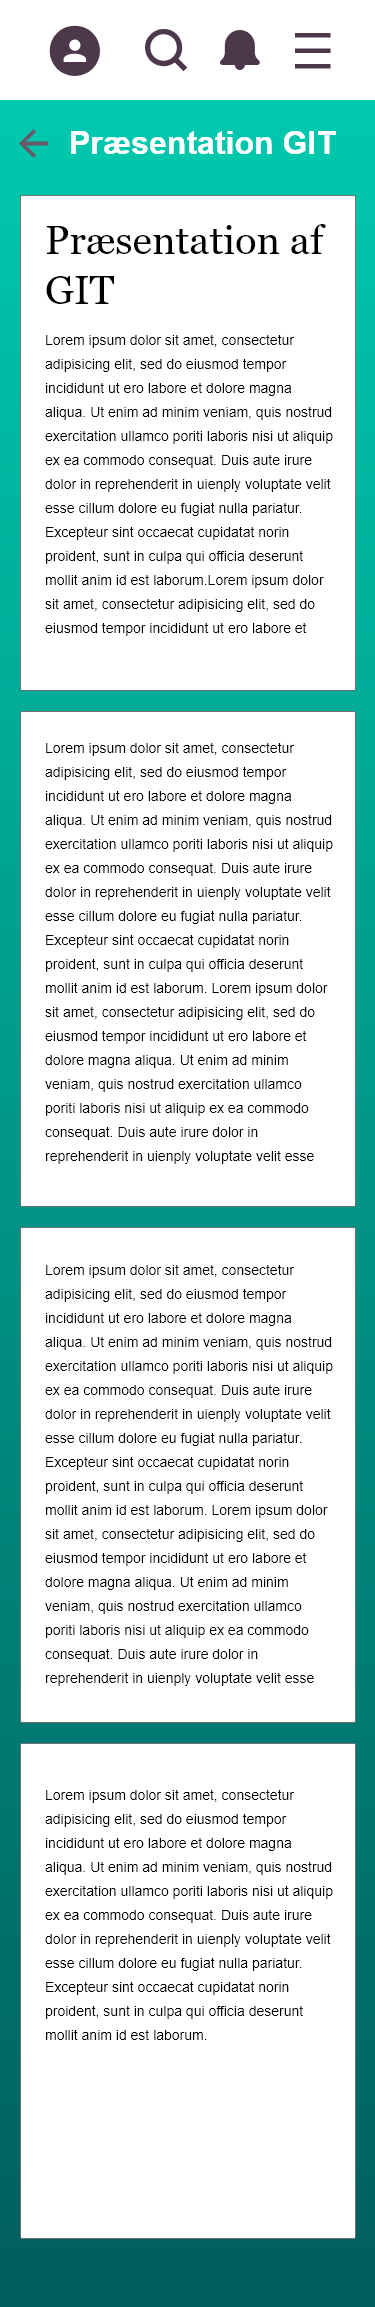 Præsentation GIT
Præsentation af
GIT
Lorem ipsum dolor sit amet, consectetur
adipisicing elit, sed do eiusmod tempor
incididunt ut ero labore et dolore magna
aliqua. Ut enim ad minim veniam, quis nostrud
exercitation ullamco poriti laboris nisi ut aliquip
ex ea commodo consequat. Duis aute irure
dolor in reprehenderit in uienply voluptate velit
esse cillum dolore eu fugiat nulla pariatur.
Excepteur sint occaecat cupidatat norin
proident, sunt in culpa qui officia deserunt
mollit anim id est laborum.Lorem ipsum dolor
sit amet, consectetur adipisicing elit, sed do
eiusmod tempor incididunt ut ero labore et
Lorem ipsum dolor sit amet, consectetur
adipisicing elit, sed do eiusmod tempor
incididunt ut ero labore et dolore magna
aliqua. Ut enim ad minim veniam, quis nostrud
exercitation ullamco poriti laboris nisi ut aliquip
ex ea commodo consequat. Duis aute irure
dolor in reprehenderit in uienply voluptate velit
esse cillum dolore eu fugiat nulla pariatur.
Excepteur sint occaecat cupidatat norin
proident, sunt in culpa qui officia deserunt
mollit anim id est laborum. Lorem ipsum dolor
sit amet, consectetur adipisicing elit, sed do
eiusmod tempor incididunt ut ero labore et
dolore magna aliqua. Ut enim ad minim
veniam, quis nostrud exercitation ullamco
poriti laboris nisi ut aliquip ex ea commodo
consequat. Duis aute irure dolor in
reprehenderit in uienply voluptate velit esse
Lorem ipsum dolor sit amet, consectetur
adipisicing elit, sed do eiusmod tempor
incididunt ut ero labore et dolore magna
aliqua. Ut enim ad minim veniam, quis nostrud
exercitation ullamco poriti laboris nisi ut aliquip
ex ea commodo consequat. Duis aute irure
dolor in reprehenderit in uienply voluptate velit
esse cillum dolore eu fugiat nulla pariatur.
Excepteur sint occaecat cupidatat norin
proident, sunt in culpa qui officia deserunt
mollit anim id est laborum. Lorem ipsum dolor
sit amet, consectetur adipisicing elit, sed do
eiusmod tempor incididunt ut ero labore et
dolore magna aliqua. Ut enim ad minim
veniam, quis nostrud exercitation ullamco
poriti laboris nisi ut aliquip ex ea commodo
consequat. Duis aute irure dolor in
reprehenderit in uienply voluptate velit esse
Lorem ipsum dolor sit amet, consectetur
adipisicing elit, sed do eiusmod tempor
incididunt ut ero labore et dolore magna
aliqua. Ut enim ad minim veniam, quis nostrud
exercitation ullamco poriti laboris nisi ut aliquip
ex ea commodo consequat. Duis aute irure
dolor in reprehenderit in uienply voluptate velit
esse cillum dolore eu fugiat nulla pariatur.
Excepteur sint occaecat cupidatat norin
proident, sunt in culpa qui officia deserunt
mollit anim id est laborum.